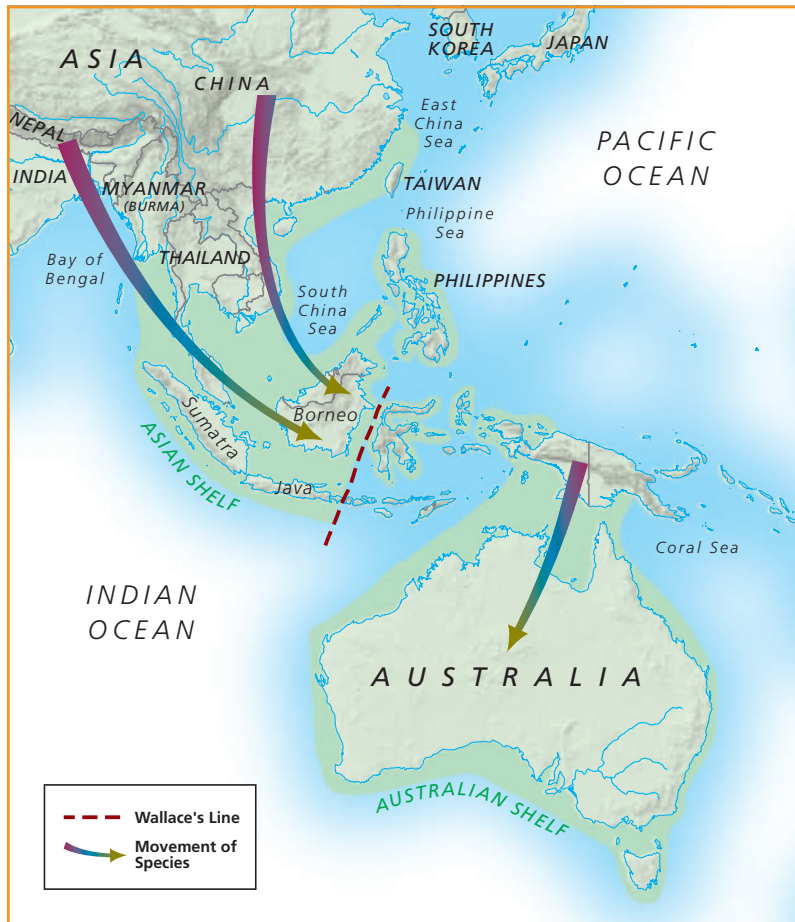 ASIA
CHINA
SOUTH
KOREA
JAPAN
East
China
Sea
NEPAL
PACIFIC
OCEAN
INDIA
MYANMAR
(BURMA)
TAIWAN
Philippine
Sea
THAILAND
Bay of
Bengal
PHILIPPINES
South
China
Sea
Borneo
Sumatra
ASIAN SHELF
Java
Coral Sea
INDIAN
OCEAN
AUSTRALIA
AUSTRALIAN SHELF
Wallace's Line
Movement of
Species